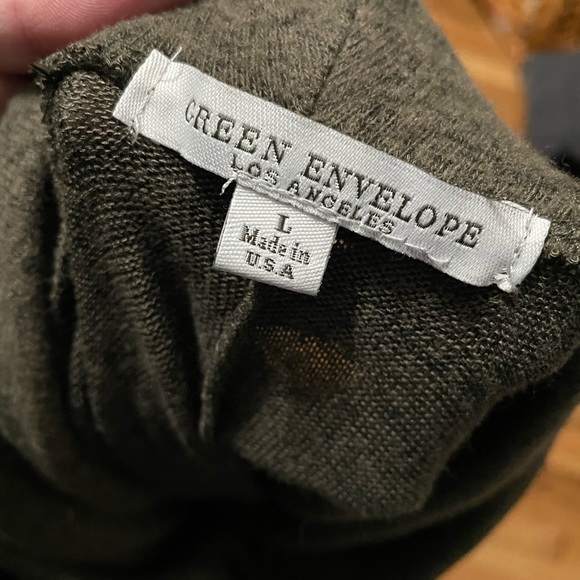 GREEN ENVELOPE
LOS ANGELES
L
Made in
U.S.A